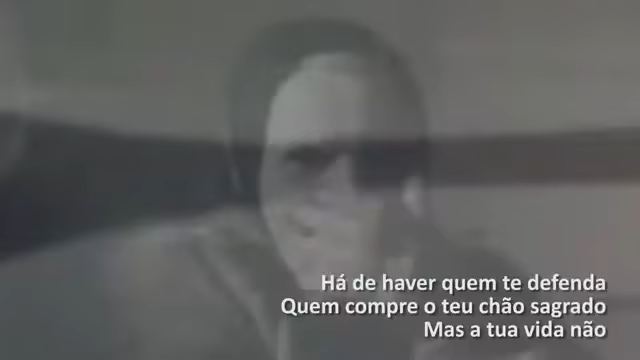 Há de haver quem te defenda
Quem compre o teu chão sagrado
Mas a tua vida não